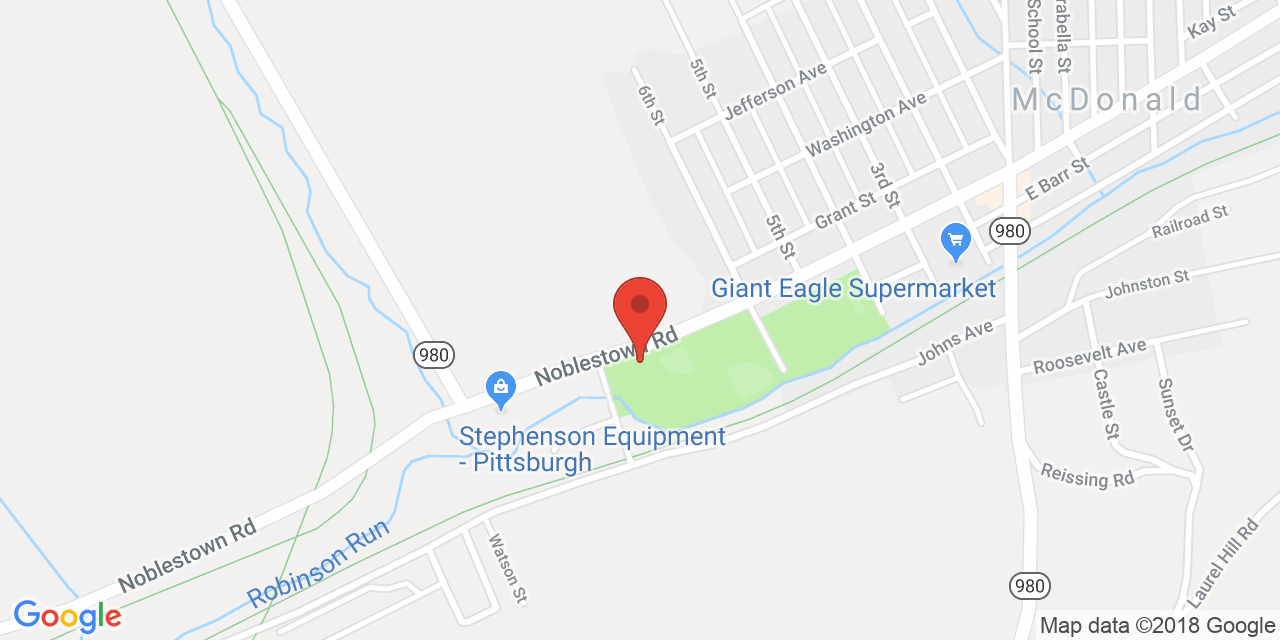 School St
rabella St
Kay St
5th St
Jefferson Ave
6th St
McDonald
Washington Ave
3rd St
E Barr St
Grant St
5th St
980
Railroad St
Giant Eagle Supermarket
Johnston St
Noblestown Rd
980
Johns Ave
Roosevelt Ave
Castle St
Sunset Dr
Stephenson Equipment
- Pittsburgh
Reissing Rd
Noblestown Rd
Robinson Run
Watson St
Laurel Hill Rd
980
Google
Map data ©2018 Google